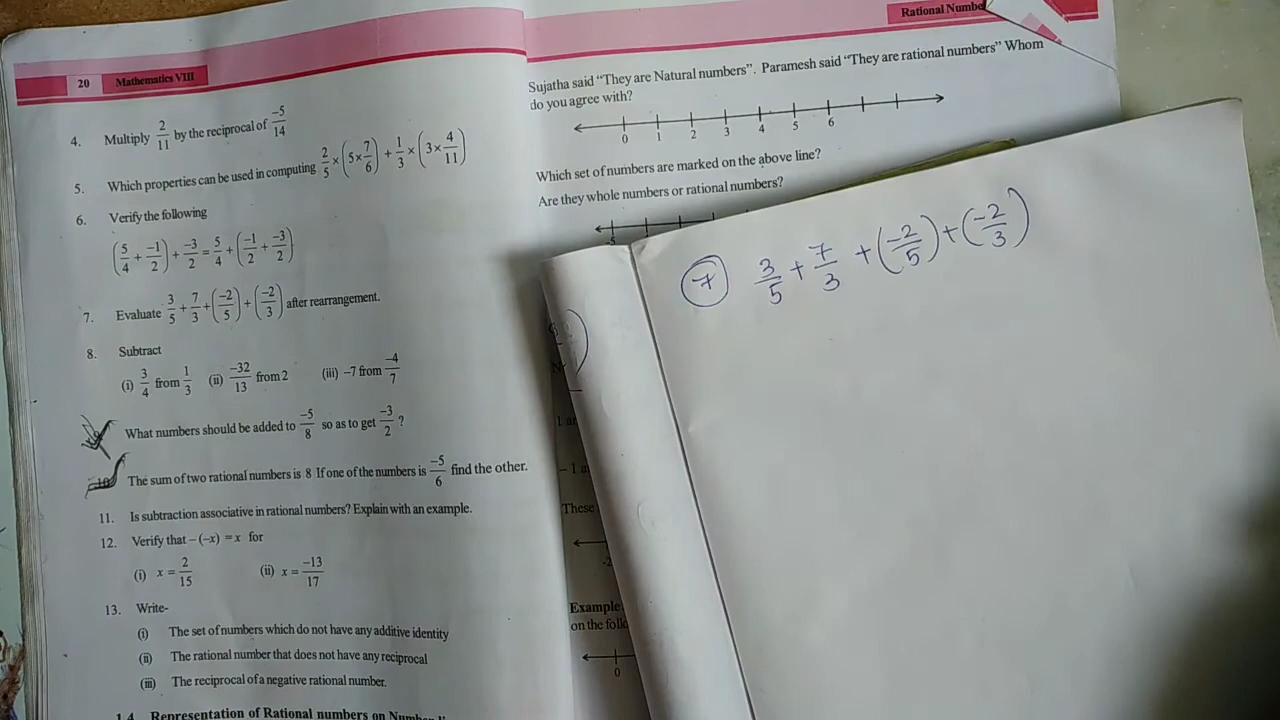 20 Mathematics VIII
4. Multiply 2/11 by the reciprocal of -5/14
5. Which properties can be used in computing 2/5 × (5 × 7/6) + 1/3 × (3 × 4/11)
6. Verify the following
(5/4 + -1/2) + -3/2 = 5/4 + (-1/2 + -3/2)
7. Evaluate 3/5 + 7/3 + (-2/5) + (-2/3) after rearrangement.
8. Subtract
(i) 3/4 from 1/3 (ii) -32/13 from 2 (iii) -7 from -4/7
What numbers should be added to -5/8 so as to get -3/2 ?
10. The sum of two rational numbers is 8 If one of the numbers is -5/6 find the other.
11. Is subtraction associative in rational numbers? Explain with an example.
12. Verify that -(-x) = x for
(i) x = 2/15 (ii) x = -13/17
13. Write-
(i) The set of numbers which do not have any additive identity
(ii) The rational number that does not have any reciprocal
(iii) The reciprocal of a negative rational number.
1.4 Representation of Rational numbers on
Rational
Sujatha said “They are Natural numbers”. Paramesh said “They are rational numbers” Whom
do you agree with?
0 1 2 3 4 5 6
Which set of numbers are marked on the above line?
Are they whole numbers or rational numbers?
-5
These
Example
on the
0
7 3/5 + 7/3 + (-2/5) + (-2/3)